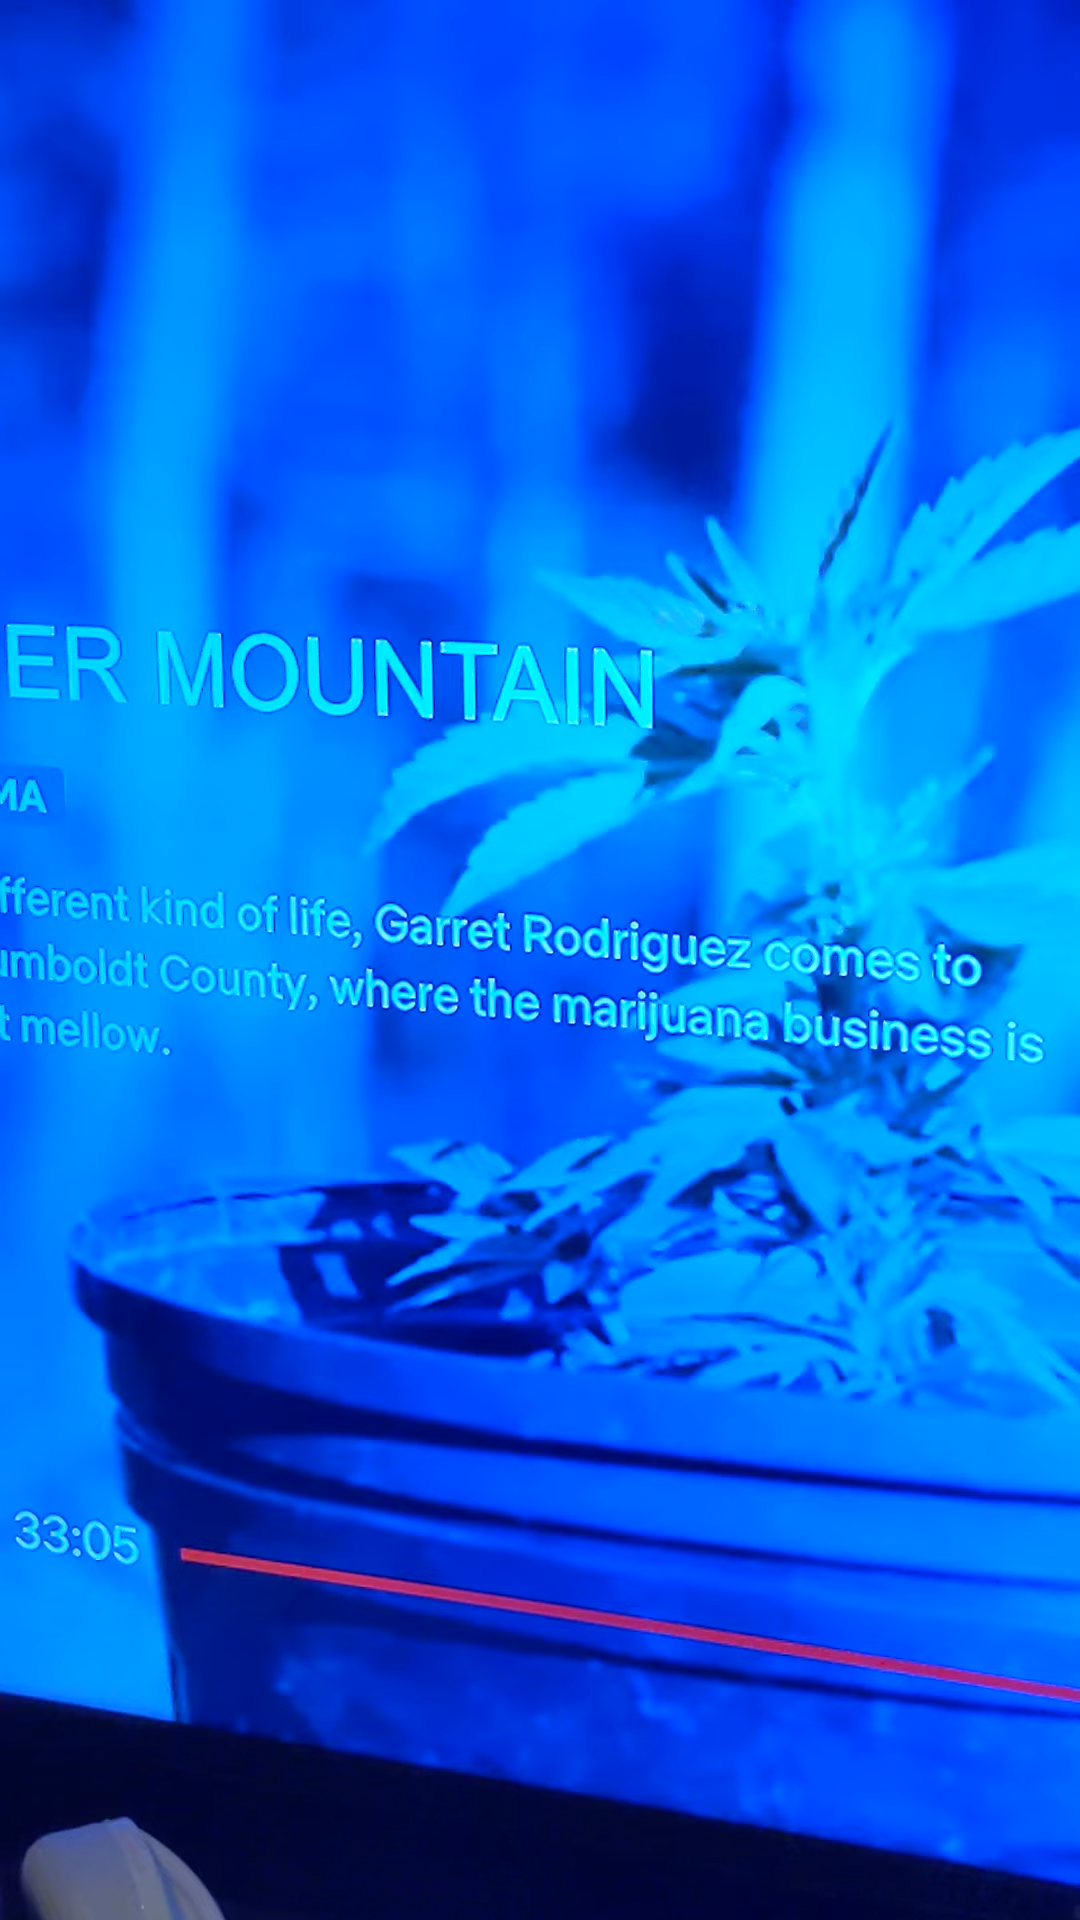 ER MOUNTAIN
MA
fferent kind of life, Garret Rodriguez comes to
umboldt County, where the marijuana business is
t mellow.
33:05